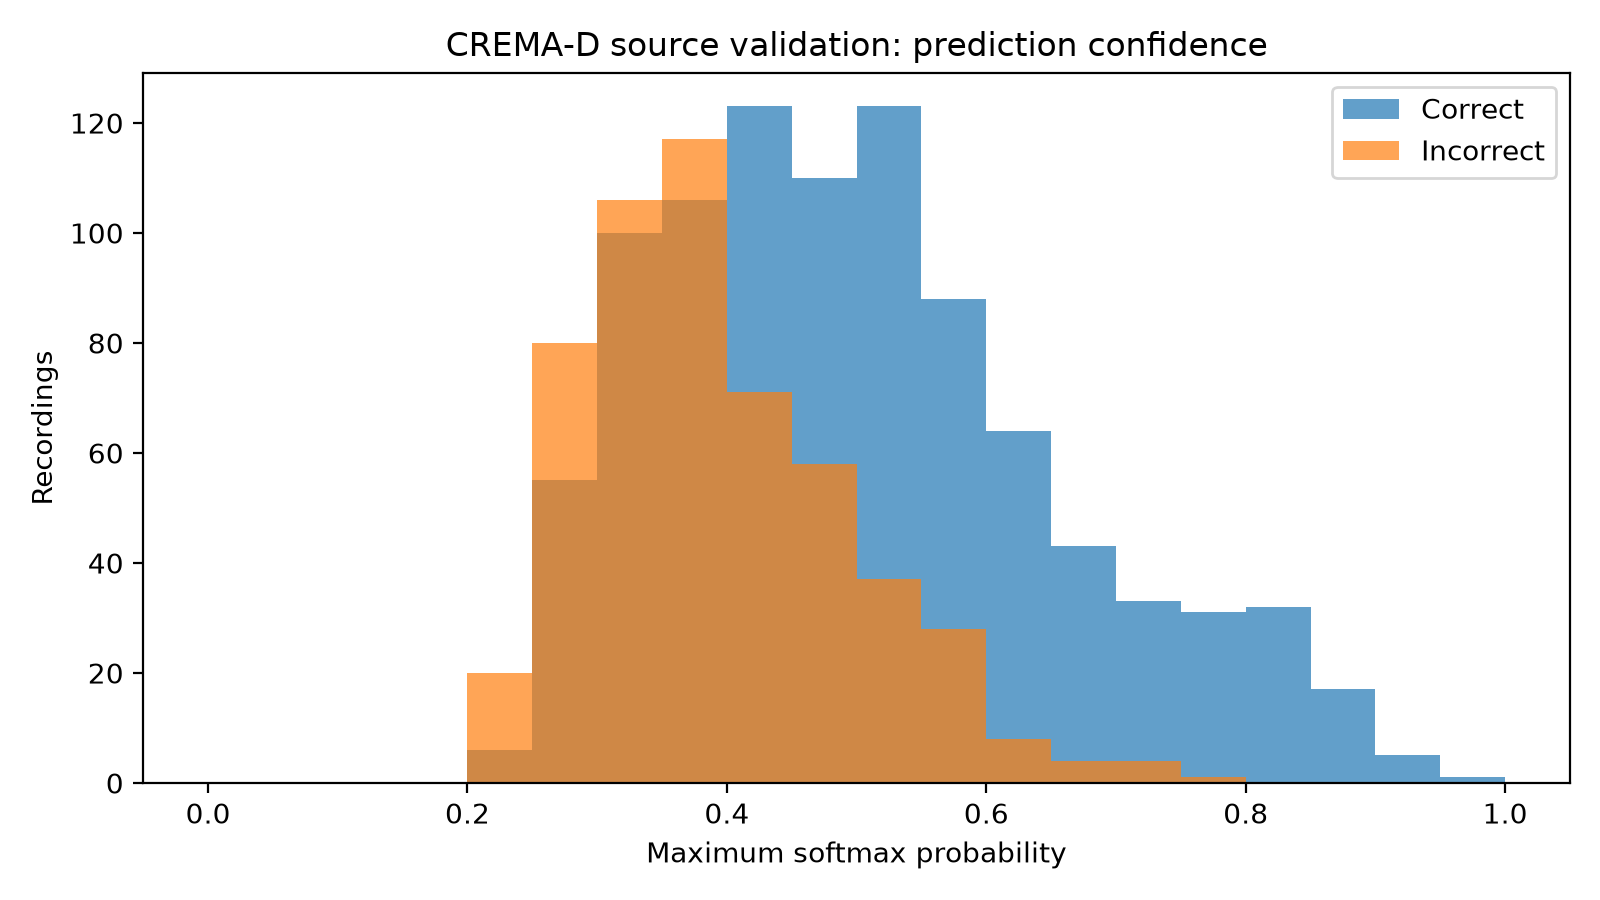 CREMA-D source validation: prediction confidence
Correct
Incorrect
120
100
80
60
40
20
0
Recordings
0.0 0.2 0.4 0.6 0.8 1.0
Maximum softmax probability